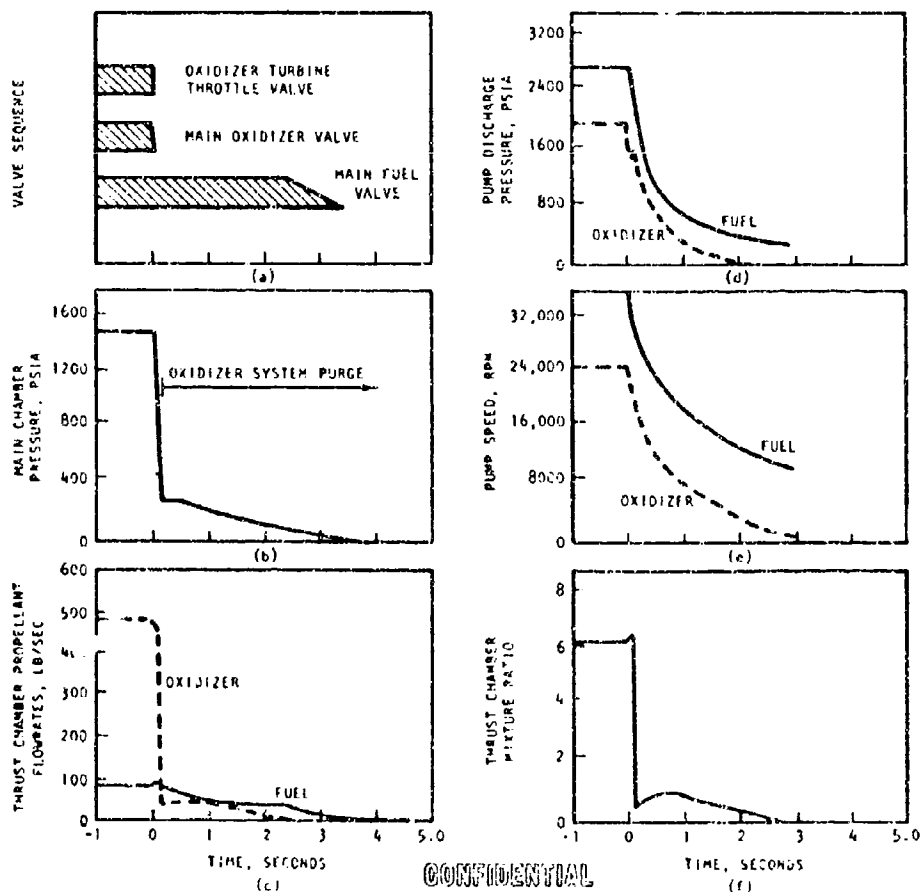 VALVE SEQUENCE
OXIDIZER TURBINE
THROTTLE VALVE
MAIN OXIDIZER VALVE
MAIN FUEL
VALVE
(a)
PUMP DISCHARGE
PRESSURE, PSIA
3200
2400
1600
800
0
FUEL
OXIDIZER
(d)
MAIN CHAMBER
PRESSURE, PSIA
1600
1200
800
400
0
OXIDIZER SYSTEM PURGE
(b)
PUMP SPEED, RPM
32,000
24,000
16,000
8000
0
FUEL
OXIDIZER
(e)
THRUST CHAMBER PROPELLANT
FLOWRATES, LB/SEC
600
500
300
200
100
0
OXIDIZER
FUEL
-1 0 1 2 3 4 5.0
TIME, SECONDS
(c)
THRUST CHAMBER
MIXTURE RATIO
8
6
4
2
0
-1 0 1 2 3 4 5.0
TIME, SECONDS
(f)
CONFIDENTIAL